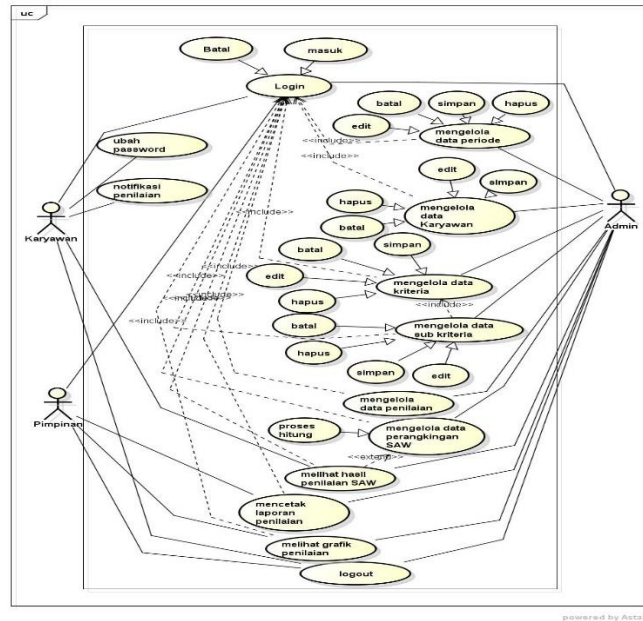 uc
Batal
masuk
Login
batal
simpan
hapus
edit
mengelola
data periode
ubah
password
<<include>>
<<include>>
edit
notifikasi
penilaian
simpan
hapus
mengelola
data
Karyawan
Karyawan
Admin
<<include>>
batal
simpan
batal
<<include>>
<<include>>
edit
mengelola data
kriteria
<<include>>
hapus
<<include>>
<<include>>
batal
mengelola data
sub kriteria
hapus
simpan
edit
mengelola
data penilaian
Pimpinan
proses
hitung
mengelola data
perangkingan
SAW
<<extend>>
melihat hasil
penilaian SAW
mencetak
laporan
penilaian
melihat grafik
penilaian
logout
powered by Asta